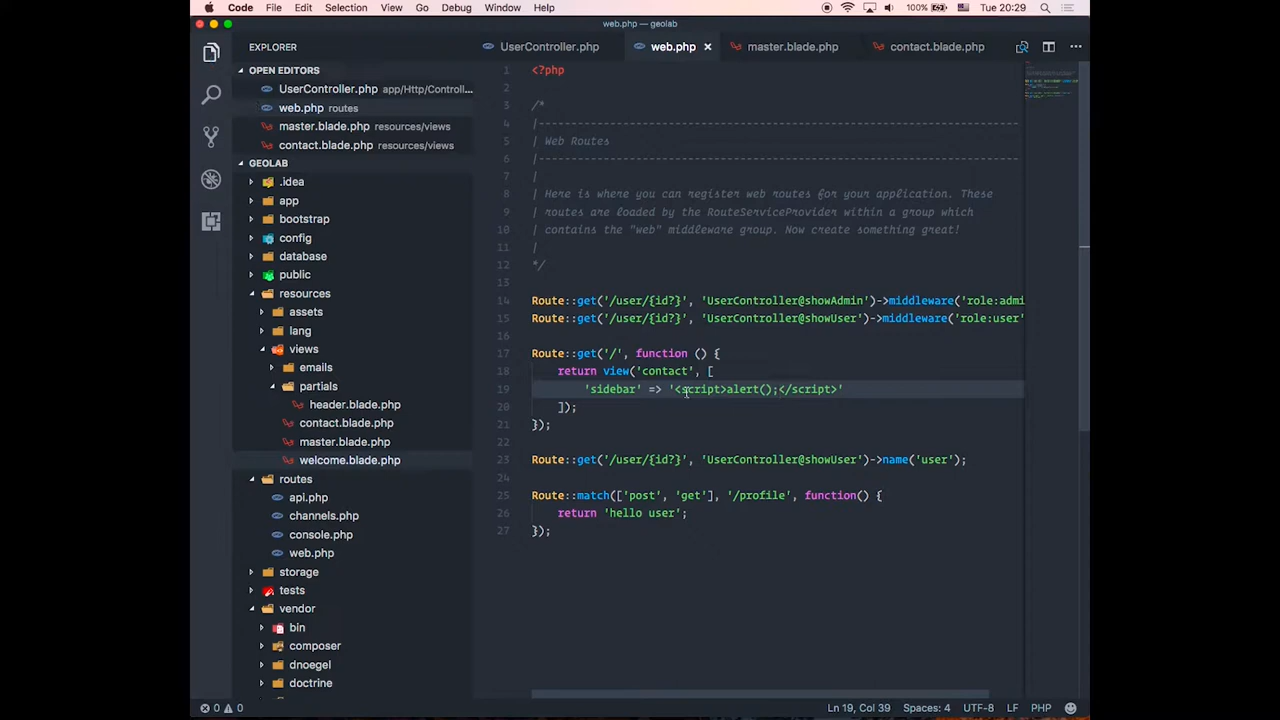 Code File Edit Selection View Go Debug Window Help 100% Tue 20:29
web.php — geolab
EXPLORER
OPEN EDITORS
UserController.php app/Http/Controll...
web.php routes
master.blade.php resources/views
contact.blade.php resources/views
GEOLAB
.idea
app
bootstrap
config
database
public
resources
assets
lang
views
emails
partials
header.blade.php
contact.blade.php
master.blade.php
welcome.blade.php
routes
api.php
channels.php
console.php
web.php
storage
tests
vendor
bin
composer
dnoegel
doctrine
UserController.php web.php × master.blade.php contact.blade.php
1 <?php
2
3 /*
4 |--------------------------------------------------------------------------
5 | Web Routes
6 |--------------------------------------------------------------------------
7 |
8 | Here is where you can register web routes for your application. These
9 | routes are loaded by the RouteServiceProvider within a group which
10 | contains the "web" middleware group. Now create something great!
11 |
12 */
13
14 Route::get('/user/{id?}', 'UserController@showAdmin')->middleware('role:admi
15 Route::get('/user/{id?}', 'UserController@showUser')->middleware('role:user'
16
17 Route::get('/', function () {
18 return view('contact', [
19 'sidebar' => '<script>alert();</script>'
20 ]);
21 });
22
23 Route::get('/user/{id?}', 'UserController@showUser')->name('user');
24
25 Route::match(['post', 'get'], '/profile', function() {
26 return 'hello user';
27 });
0 0 Ln 19, Col 39 Spaces: 4 UTF-8 LF PHP